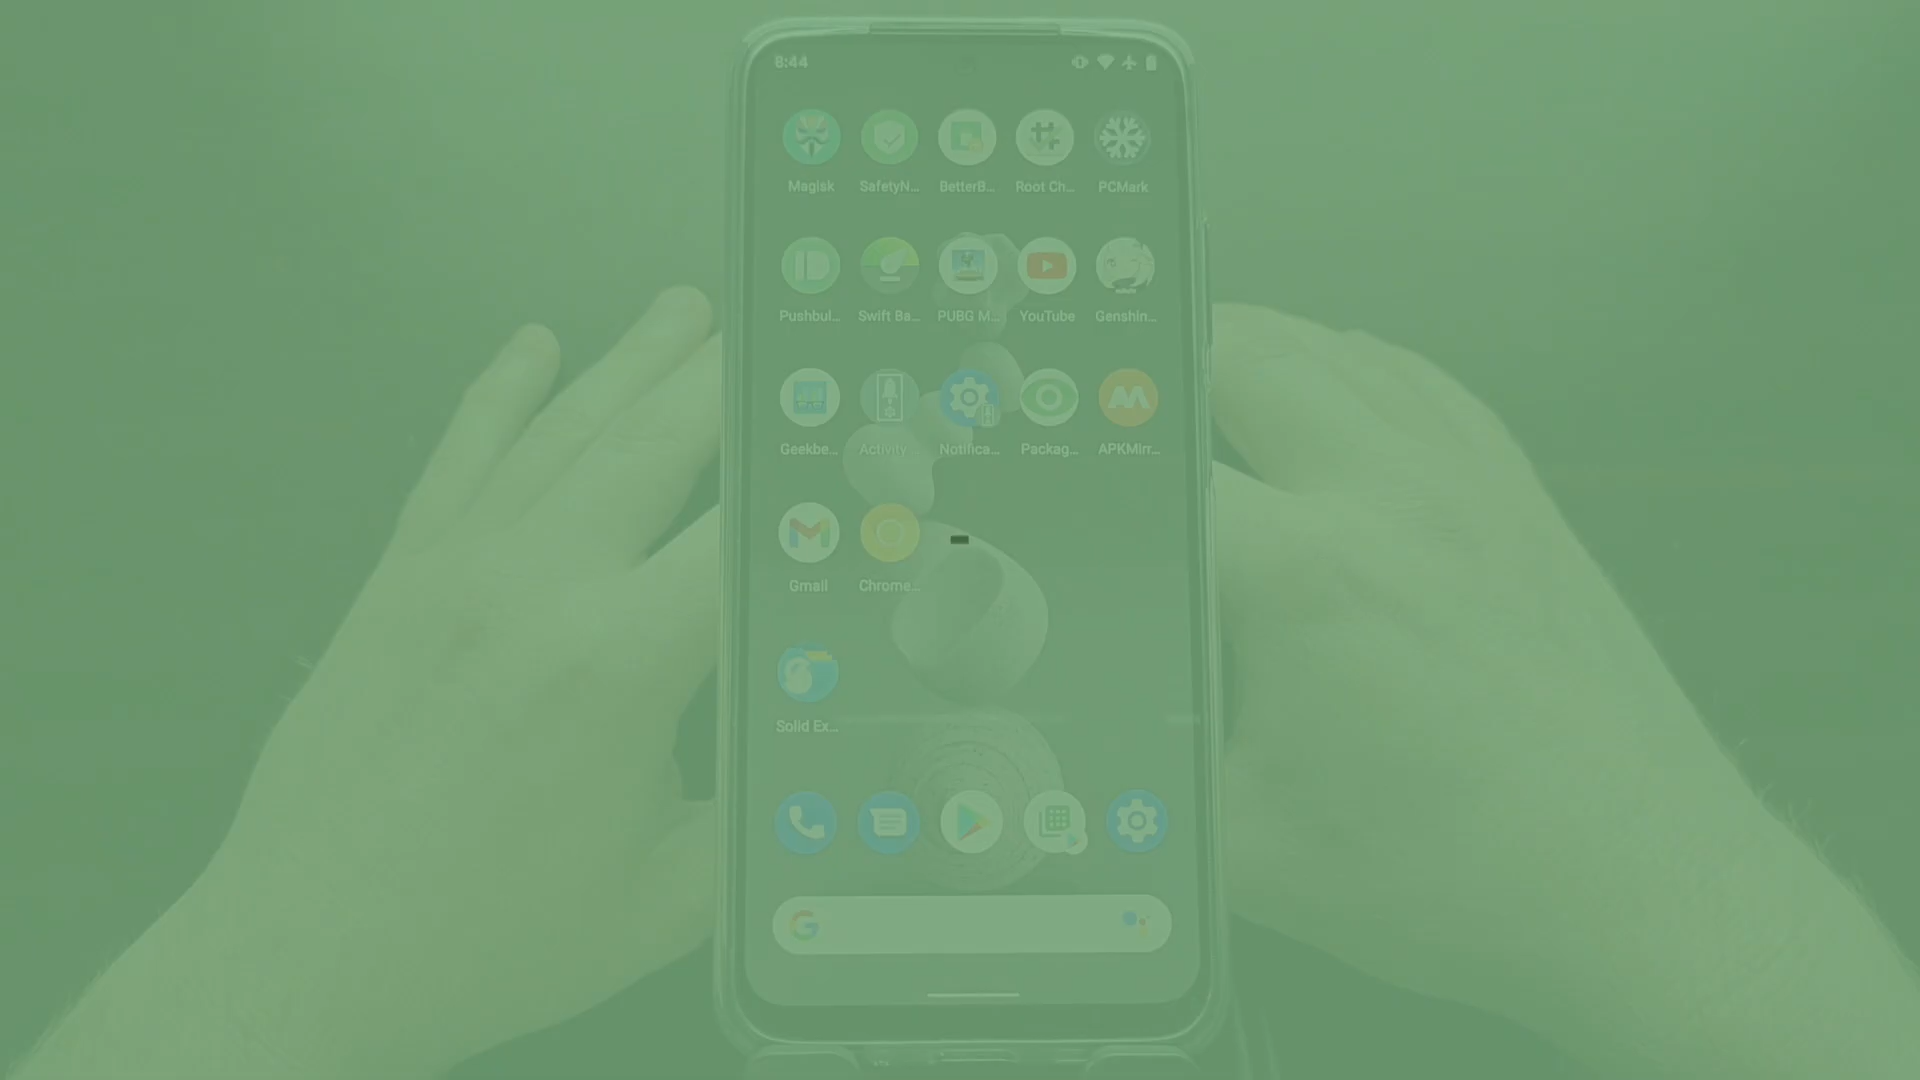 8:44
Magisk SafetyN... BetterB... Root Ch... PCMark
Pushbul... Swift Ba... PUBG M... YouTube Genshin...
Geekbe... Activity ... Notifica... Packag... APKMirr...
Gmail Chrome...
Solid Ex...